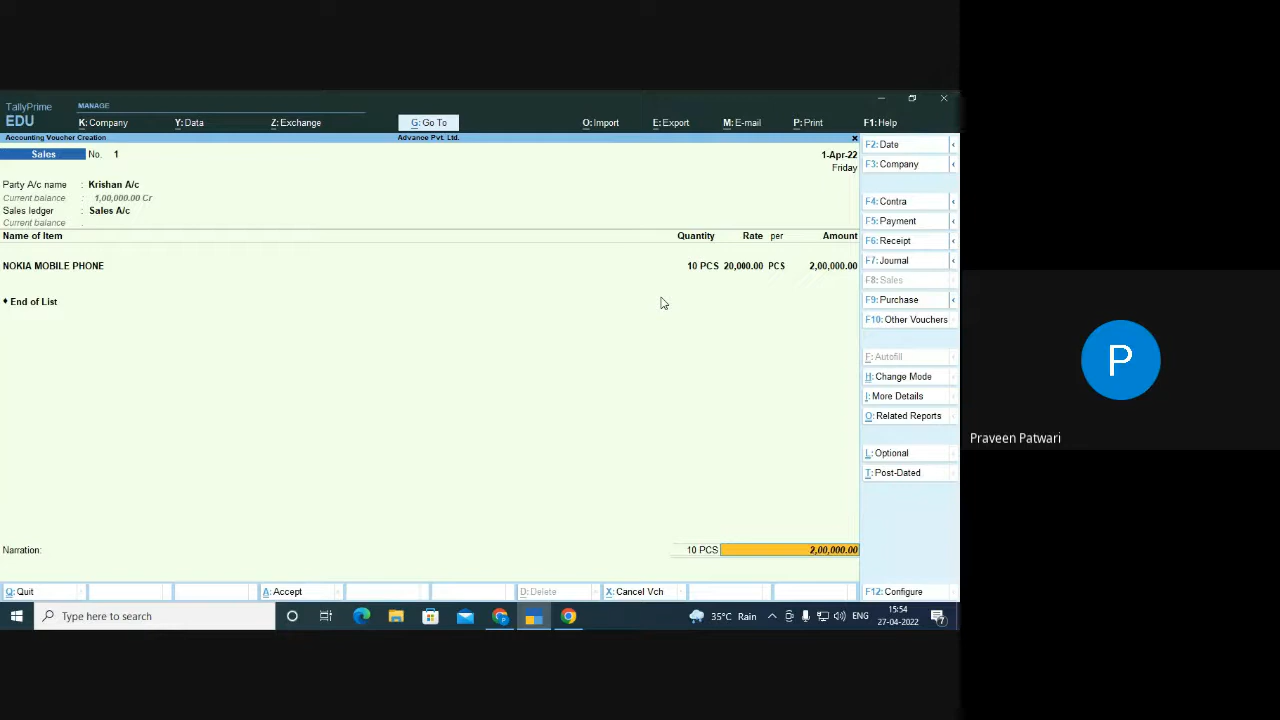 TallyPrime
EDU
MANAGE
K: Company
Y: Data
Z: Exchange
G: Go To
O: Import
E: Export
M: E-mail
P: Print
F1: Help
Accounting Voucher Creation
Advance Pvt. Ltd.
Sales No. 1
1-Apr-22
Friday
Party A/c name : Krishan A/c
Current balance : 1,00,000.00 Cr
Sales ledger : Sales A/c
Current balance :
Name of Item Quantity Rate per Amount
NOKIA MOBILE PHONE 10 PCS 20,000.00 PCS 2,00,000.00
♦ End of List
Narration:
10 PCS 2,00,000.00
F2: Date
F3: Company
F4: Contra
F5: Payment
F6: Receipt
F7: Journal
F8: Sales
F9: Purchase
F10: Other Vouchers
F: Autofill
H: Change Mode
I: More Details
O: Related Reports
L: Optional
T: Post-Dated
Q: Quit
A: Accept
D: Delete
X: Cancel Vch
F12: Configure
Type here to search
35°C Rain
ENG
15:54
27-04-2022
7
P
Praveen Patwari